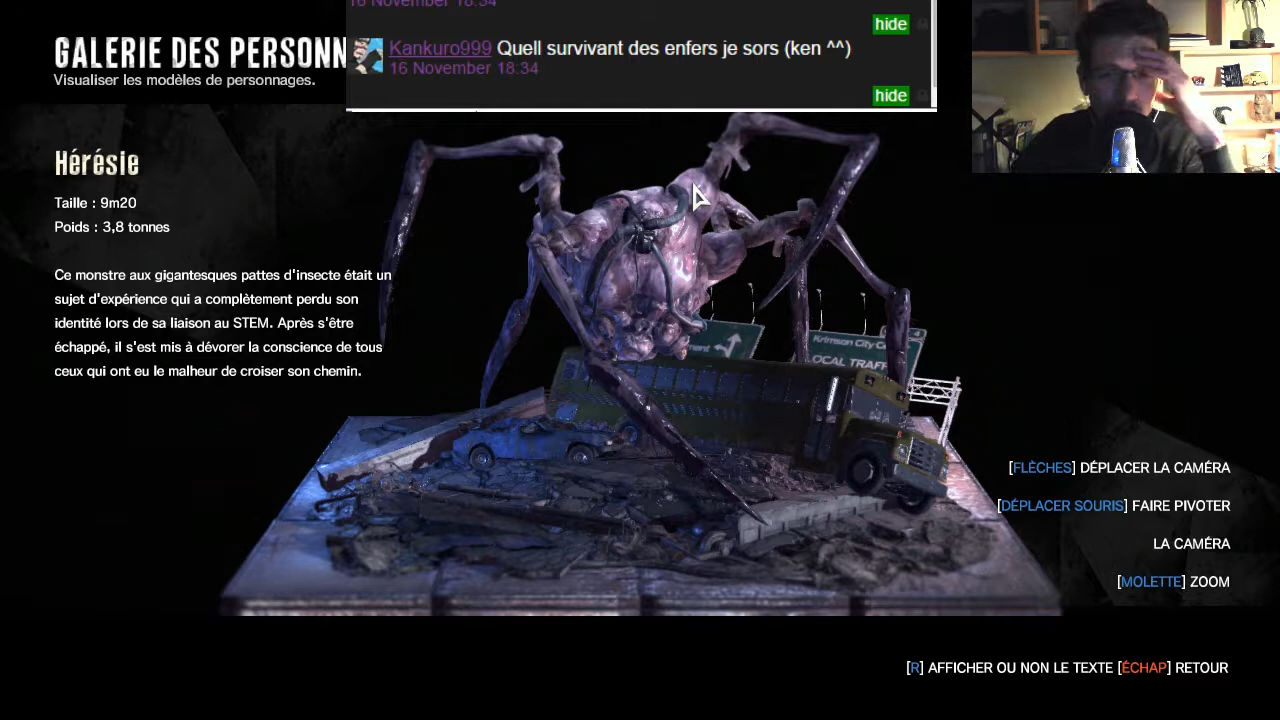 16 November 18:34
hide
GALERIE DES PERSONN
Kankuro999 Quell survivant des enfers je sors (ken ^^)
16 November 18:34
Visualiser les modèles de personnages.
hide
Hérésie
Taille : 9m20
Poids : 3,8 tonnes
Ce monstre aux gigantesques pattes d'insecte était un
sujet d'expérience qui a complètement perdu son
identité lors de sa liaison au STEM. Après s'être
échappé, il s'est mis à dévorer la conscience de tous
ceux qui ont eu le malheur de croiser son chemin.
Krimson City
OCAL TRAFF
[FLÈCHES] DÉPLACER LA CAMÉRA
[DÉPLACER SOURIS] FAIRE PIVOTER
LA CAMÉRA
[MOLETTE] ZOOM
[R] AFFICHER OU NON LE TEXTE [ÉCHAP] RETOUR